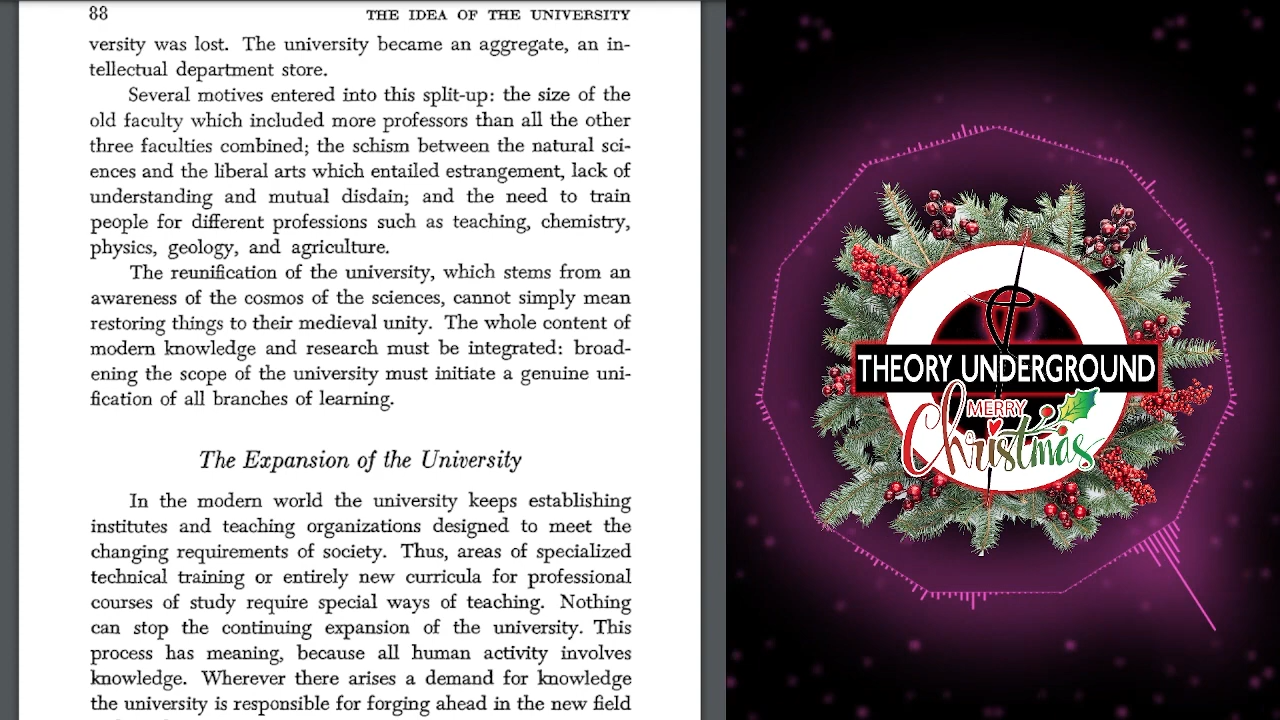 88 THE IDEA OF THE UNIVERSITY
versity was lost. The university became an aggregate, an in-
tellectual department store.
Several motives entered into this split-up: the size of the
old faculty which included more professors than all the other
three faculties combined; the schism between the natural sci-
ences and the liberal arts which entailed estrangement, lack of
understanding and mutual disdain; and the need to train
people for different professions such as teaching, chemistry,
physics, geology, and agriculture.
The reunification of the university, which stems from an
awareness of the cosmos of the sciences, cannot simply mean
restoring things to their medieval unity. The whole content of
modern knowledge and research must be integrated: broad-
ening the scope of the university must initiate a genuine uni-
fication of all branches of learning.
The Expansion of the University
In the modern world the university keeps establishing
institutes and teaching organizations designed to meet the
changing requirements of society. Thus, areas of specialized
technical training or entirely new curricula for professional
courses of study require special ways of teaching. Nothing
can stop the continuing expansion of the university. This
process has meaning, because all human activity involves
knowledge. Wherever there arises a demand for knowledge
the university is responsible for forging ahead in the new field
THEORY UNDERGROUND
MERRY
Christmas